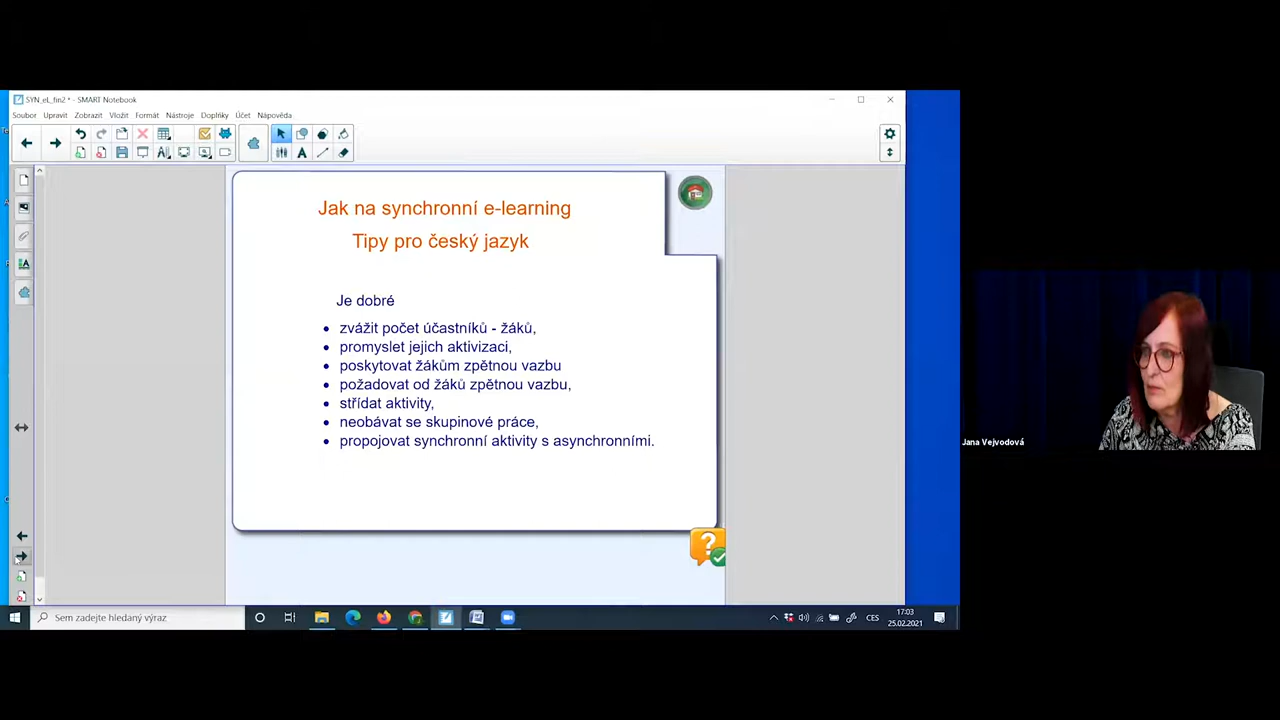 SYN_eL_fin2 * - SMART Notebook
Soubor Upravit Zobrazit Vložit Formát Nástroje Doplňky Účet Nápověda
Jak na synchronní e-learning
Tipy pro český jazyk
Je dobré
• zvážit počet účastníků - žáků,
• promyslet jejich aktivizaci,
• poskytovat žákům zpětnou vazbu
• požadovat od žáků zpětnou vazbu,
• střídat aktivity,
• neobávat se skupinové práce,
• propojovat synchronní aktivity s asynchronními.
Jana Vejvodová
Sem zadejte hledaný výraz
CES
17:03
25.02.2021